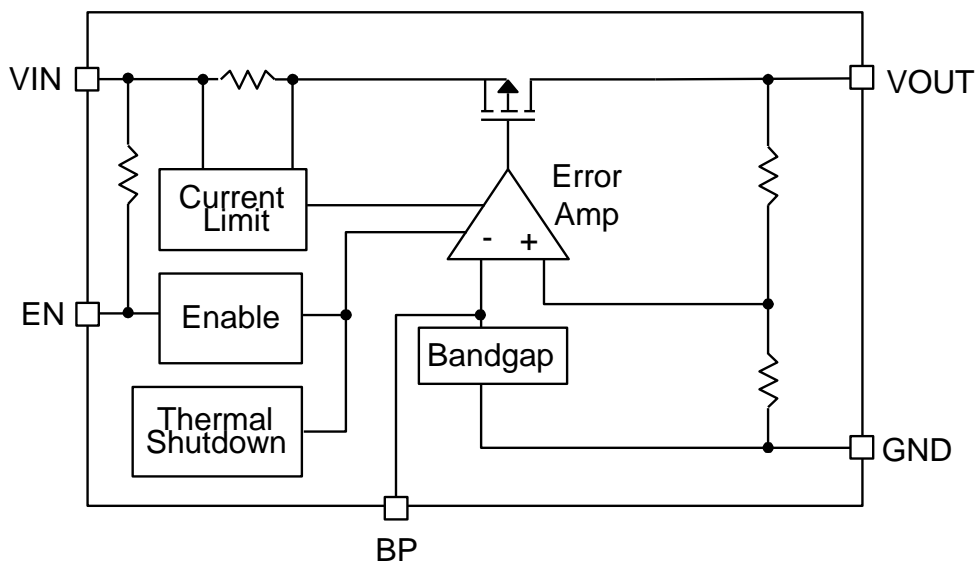 VIN
VOUT
Current
Limit
Error
Amp
- +
EN
Enable
Bandgap
Thermal
Shutdown
GND
BP